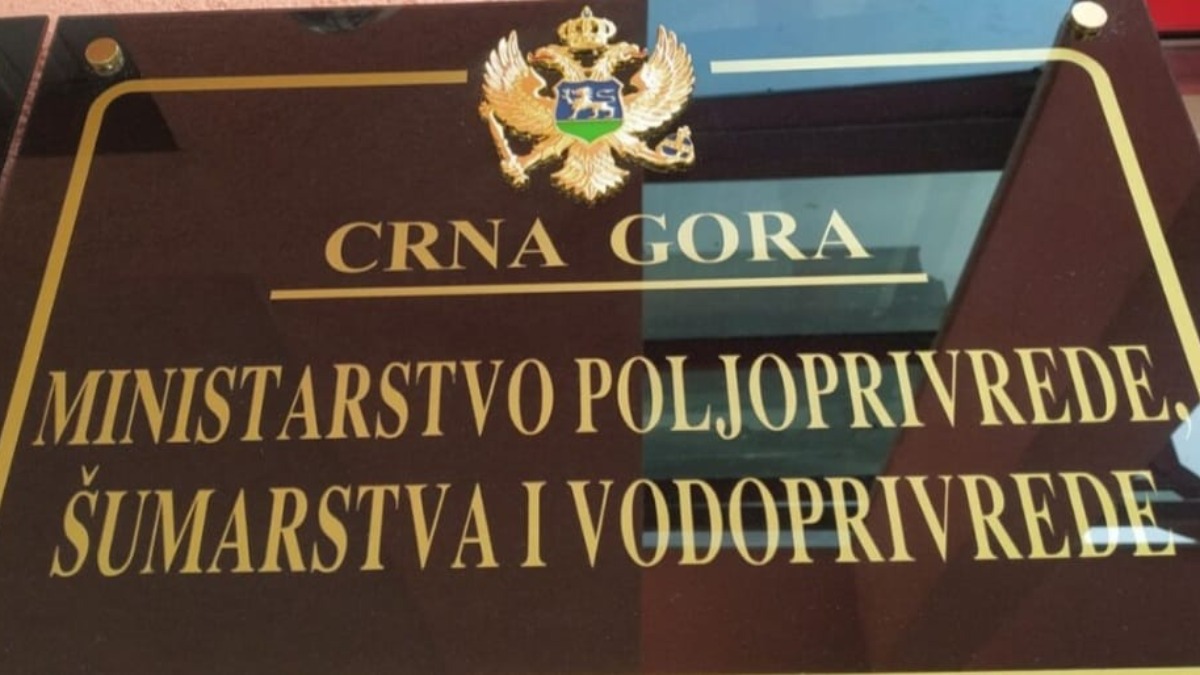 CRNA GORA
MINISTARSTVO POLJOPRIVREDE,
ŠUMARSTVA I VODOPRIVREDE